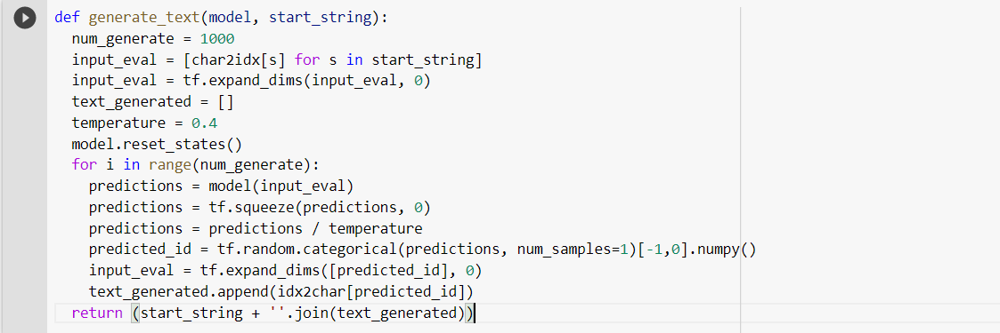 def generate_text(model, start_string):
  num_generate = 1000
  input_eval = [char2idx[s] for s in start_string]
  input_eval = tf.expand_dims(input_eval, 0)
  text_generated = []
  temperature = 0.4
  model.reset_states()
  for i in range(num_generate):
    predictions = model(input_eval)
    predictions = tf.squeeze(predictions, 0)
    predictions = predictions / temperature
    predicted_id = tf.random.categorical(predictions, num_samples=1)[-1,0].numpy()
    input_eval = tf.expand_dims([predicted_id], 0)
    text_generated.append(idx2char[predicted_id])
  return (start_string + ''.join(text_generated))